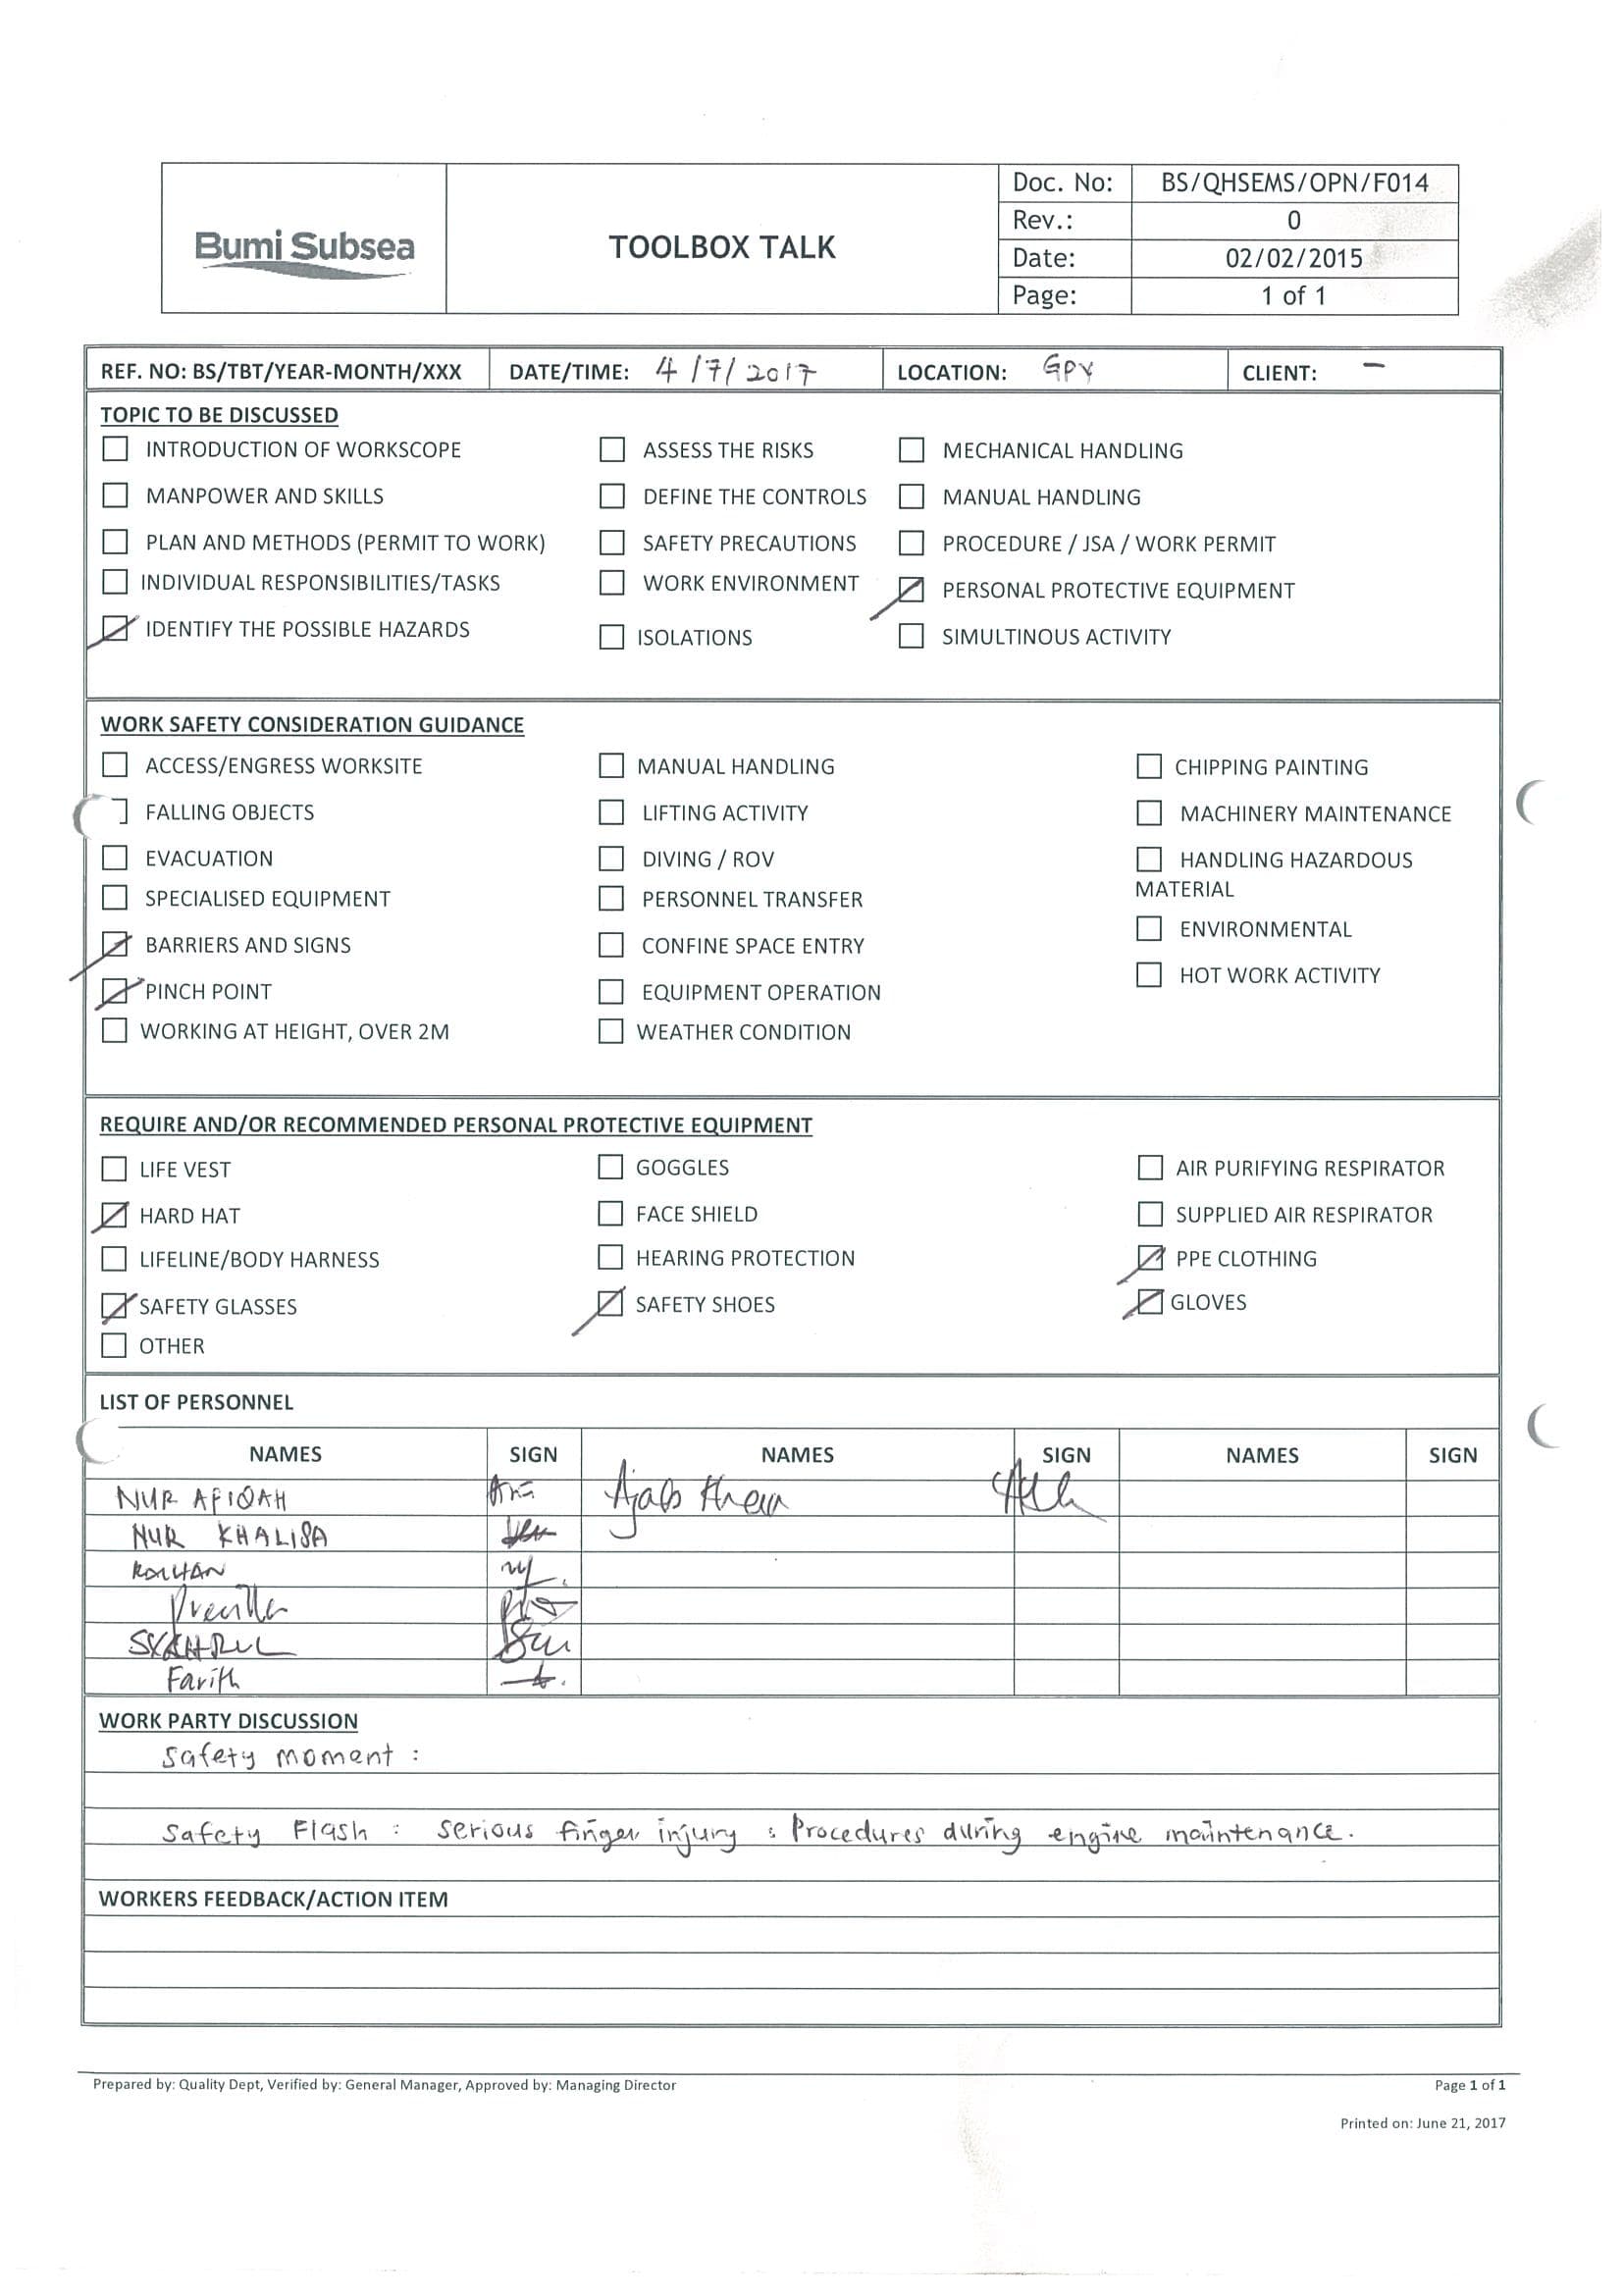 Bumi Subsea
TOOLBOX TALK
Doc. No: BS/QHSEMS/OPN/F014
Rev.: 0
Date: 02/02/2015
Page: 1 of 1
REF. NO: BS/TBT/YEAR-MONTH/XXX DATE/TIME: 4/7/2017 LOCATION: GPY CLIENT: -
TOPIC TO BE DISCUSSED
INTRODUCTION OF WORKSCOPE ASSESS THE RISKS MECHANICAL HANDLING
MANPOWER AND SKILLS DEFINE THE CONTROLS MANUAL HANDLING
PLAN AND METHODS (PERMIT TO WORK) SAFETY PRECAUTIONS PROCEDURE / JSA / WORK PERMIT
INDIVIDUAL RESPONSIBILITIES/TASKS WORK ENVIRONMENT PERSONAL PROTECTIVE EQUIPMENT
IDENTIFY THE POSSIBLE HAZARDS ISOLATIONS SIMULTINOUS ACTIVITY
WORK SAFETY CONSIDERATION GUIDANCE
ACCESS/ENGRESS WORKSITE MANUAL HANDLING CHIPPING PAINTING
FALLING OBJECTS LIFTING ACTIVITY MACHINERY MAINTENANCE
EVACUATION DIVING / ROV HANDLING HAZARDOUS
MATERIAL
SPECIALISED EQUIPMENT PERSONNEL TRANSFER ENVIRONMENTAL
BARRIERS AND SIGNS CONFINE SPACE ENTRY HOT WORK ACTIVITY
PINCH POINT EQUIPMENT OPERATION
WORKING AT HEIGHT, OVER 2M WEATHER CONDITION
REQUIRE AND/OR RECOMMENDED PERSONAL PROTECTIVE EQUIPMENT
LIFE VEST GOGGLES AIR PURIFYING RESPIRATOR
HARD HAT FACE SHIELD SUPPLIED AIR RESPIRATOR
LIFELINE/BODY HARNESS HEARING PROTECTION PPE CLOTHING
SAFETY GLASSES SAFETY SHOES GLOVES
OTHER
LIST OF PERSONNEL
NAMES SIGN NAMES SIGN NAMES SIGN
NUR AFIQAH
NUR KHALISA
SYAHRUL
Farith
WORK PARTY DISCUSSION
Safety moment :
Safety Flash : serious finger injury : Procedures during engine maintenance.
WORKERS FEEDBACK/ACTION ITEM
Prepared by: Quality Dept, Verified by: General Manager, Approved by: Managing Director Page 1 of 1
Printed on: June 21, 2017